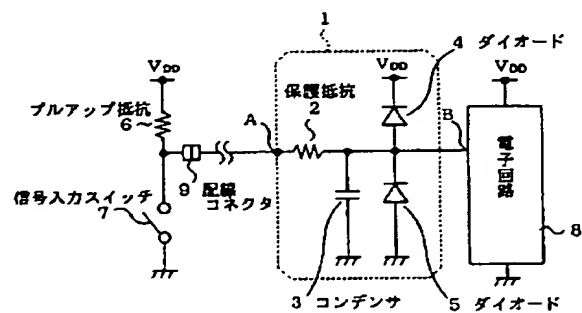 1
4 ダイオード
VDD
VDD
VDD
プルアップ抵抗
6
保護抵抗
2
A
B
電子回路
9 配線
コネクタ
信号入力スイッチ
7
8
3 コンデンサ
5 ダイオード